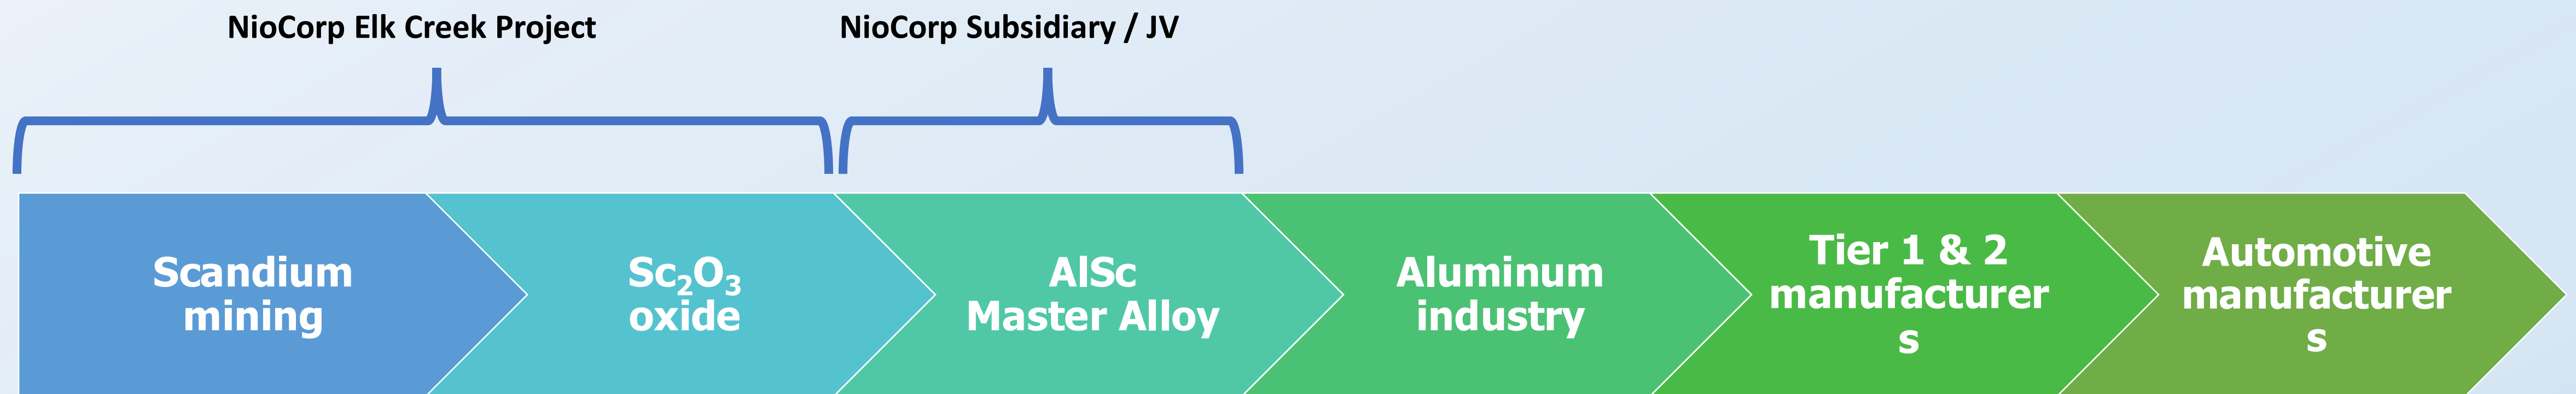 NioCorp Elk Creek Project
NioCorp Subsidiary / JV
Scandium
mining
Sc₂O₃
oxide
AlSc
Master Alloy
Aluminum
industry
Tier 1 & 2
manufacturer
s
Automotive
manufacturer
s